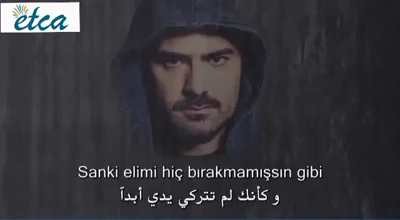 etca
Sanki elimi hiç bırakmamışsın gibi
و كأنك لم تتركي يدي أبداً